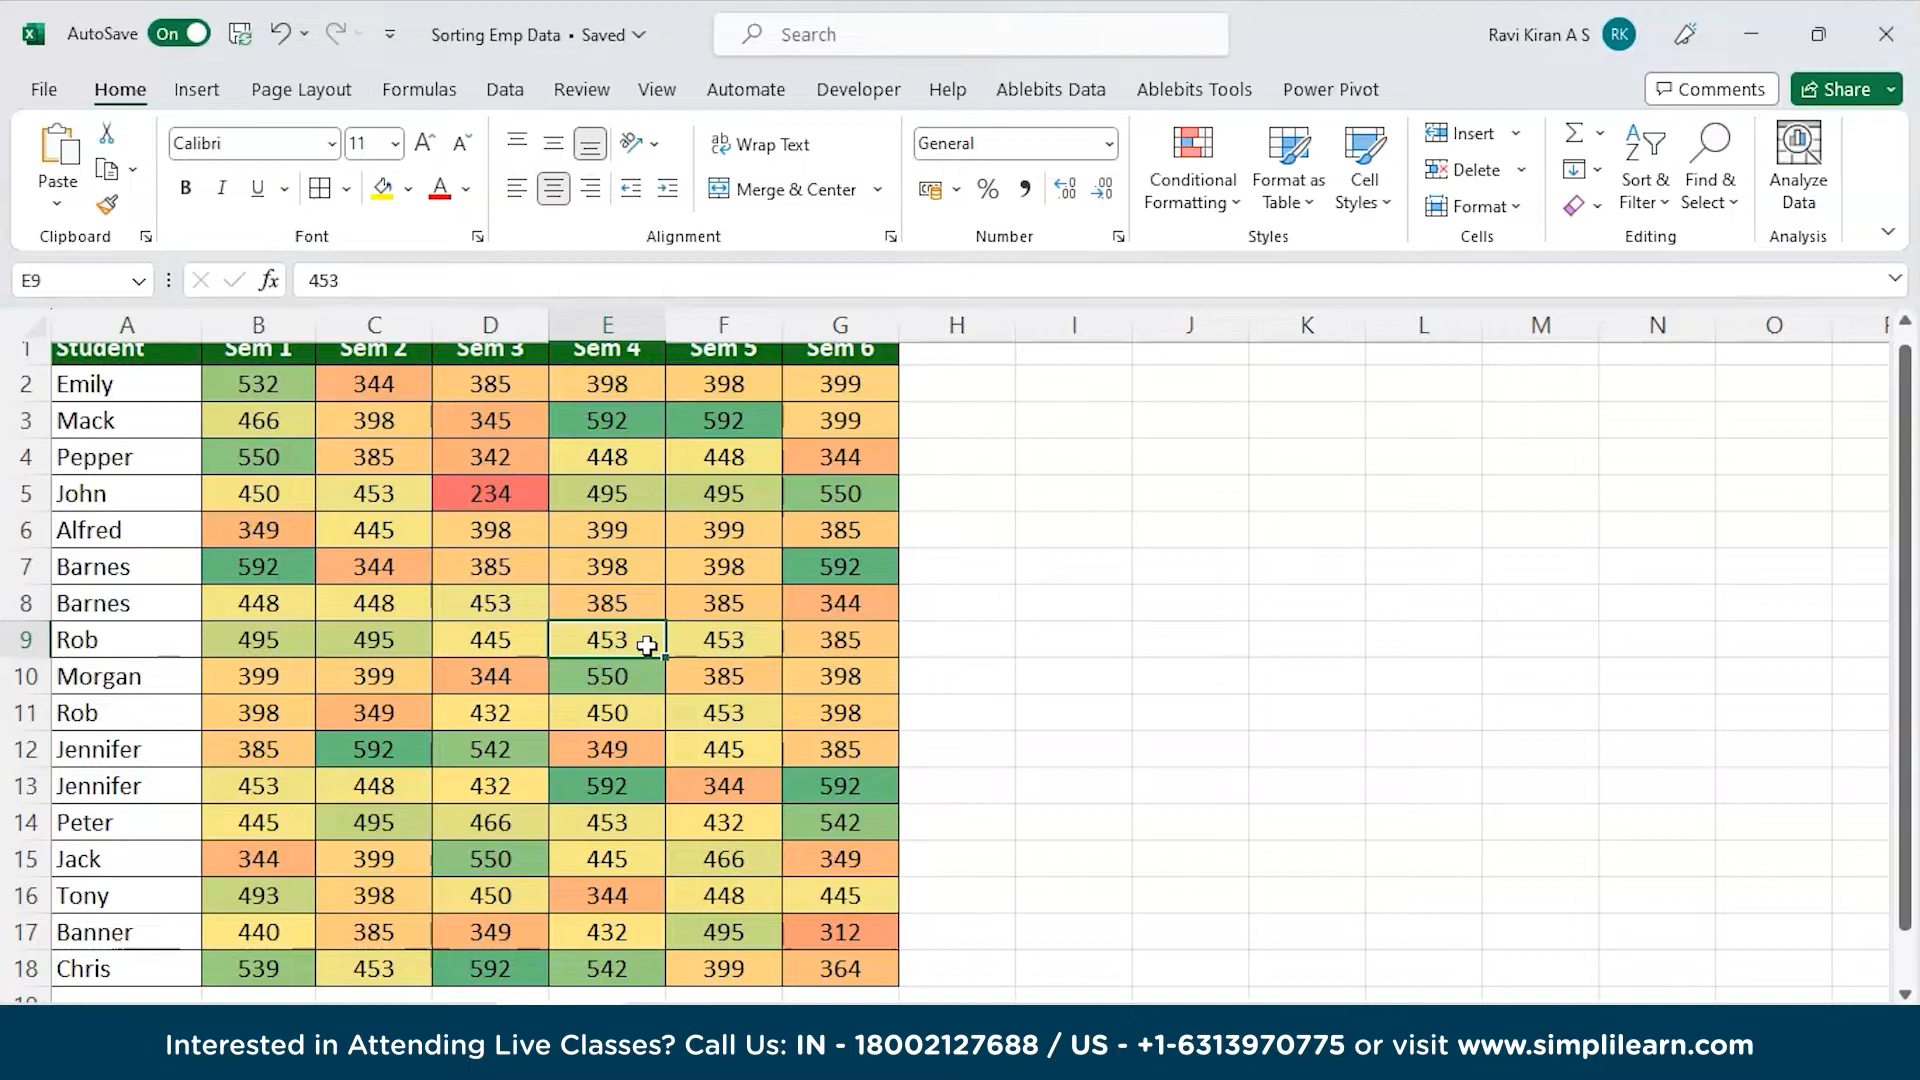 AutoSave On Sorting Emp Data • Saved Search Ravi Kiran A S RK
File Home Insert Page Layout Formulas Data Review View Automate Developer Help Ablebits Data Ablebits Tools Power Pivot Comments Share
Paste Calibri 11 Wrap Text General Conditional Formatting Format as Table Cell Styles Insert Sort & Filter Find & Select Analyze Data
B I U Merge & Center % Delete
Format
Clipboard Font Alignment Number Styles Cells Editing Analysis
E9 fx 453
A B C D E F G H I J K L M N O
1 Student Sem 1 Sem 2 Sem 3 Sem 4 Sem 5 Sem 6
2 Emily 532 344 385 398 398 399
3 Mack 466 398 345 592 592 399
4 Pepper 550 385 342 448 448 344
5 John 450 453 234 495 495 550
6 Alfred 349 445 398 399 399 385
7 Barnes 592 344 385 398 398 592
8 Barnes 448 448 453 385 385 344
9 Rob 495 495 445 453 453 385
10 Morgan 399 399 344 550 385 398
11 Rob 398 349 432 450 453 398
12 Jennifer 385 592 542 349 445 385
13 Jennifer 453 448 432 592 344 592
14 Peter 445 495 466 453 432 542
15 Jack 344 399 550 445 466 349
16 Tony 493 398 450 344 448 445
17 Banner 440 385 349 432 495 312
18 Chris 539 453 592 542 399 364
Interested in Attending Live Classes? Call Us: IN - 18002127688 / US - +1-6313970775 or visit www.simplilearn.com